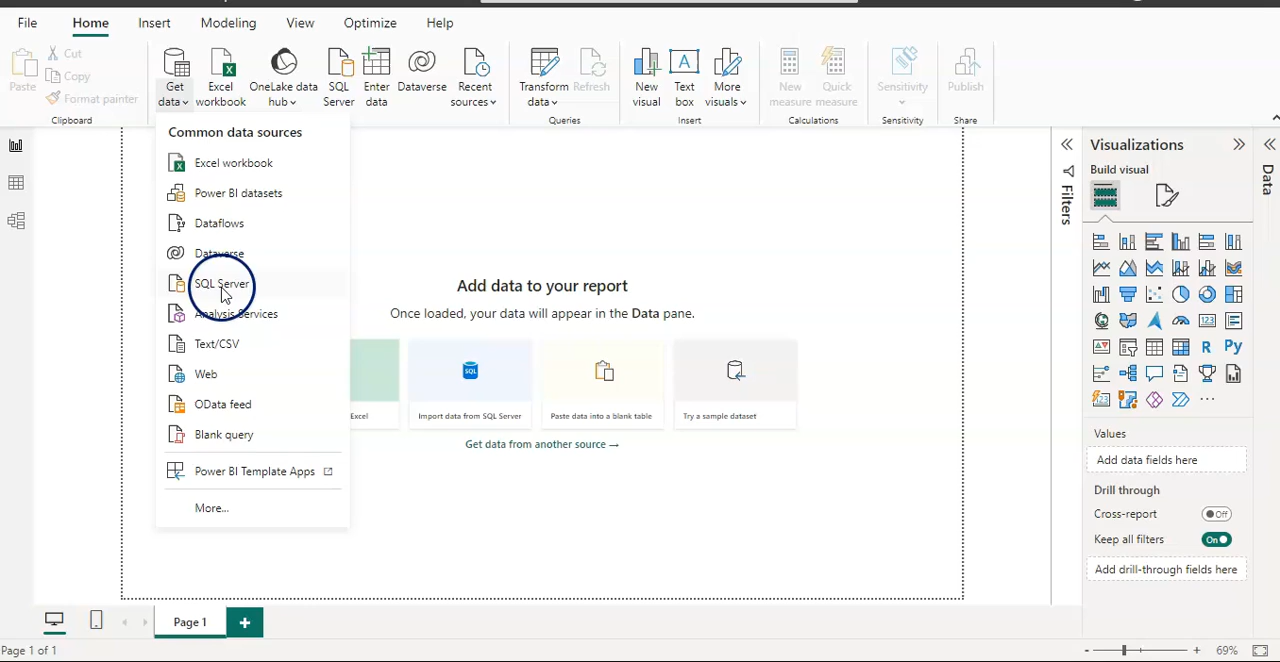 File Home Insert Modeling View Optimize Help
Paste
Cut
Copy
Format painter
Get data
Excel workbook
OneLake data hub
SQL Server
Enter data
Dataverse
Recent sources
Transform data
Refresh
New visual
A
Text box
More visuals
New measure
Quick measure
Sensitivity
Publish
Clipboard
Queries
Insert
Calculations
Sensitivity
Share
Common data sources
Excel workbook
Power BI datasets
Dataflows
Dataverse
SQL Server
Analysis Services
Text/CSV
Web
OData feed
Blank query
Power BI Template Apps
More...
Add data to your report
Once loaded, your data will appear in the Data pane.
SQL
Excel
Import data from SQL Server
Paste data into a blank table
Try a sample dataset
Get data from another source →
Filters
Visualizations
Build visual
123
R
Py
...
Values
Add data fields here
Drill through
Cross-report
Off
Keep all filters
On
Add drill-through fields here
Data
Page 1
+
Page 1 of 1
- + 69%